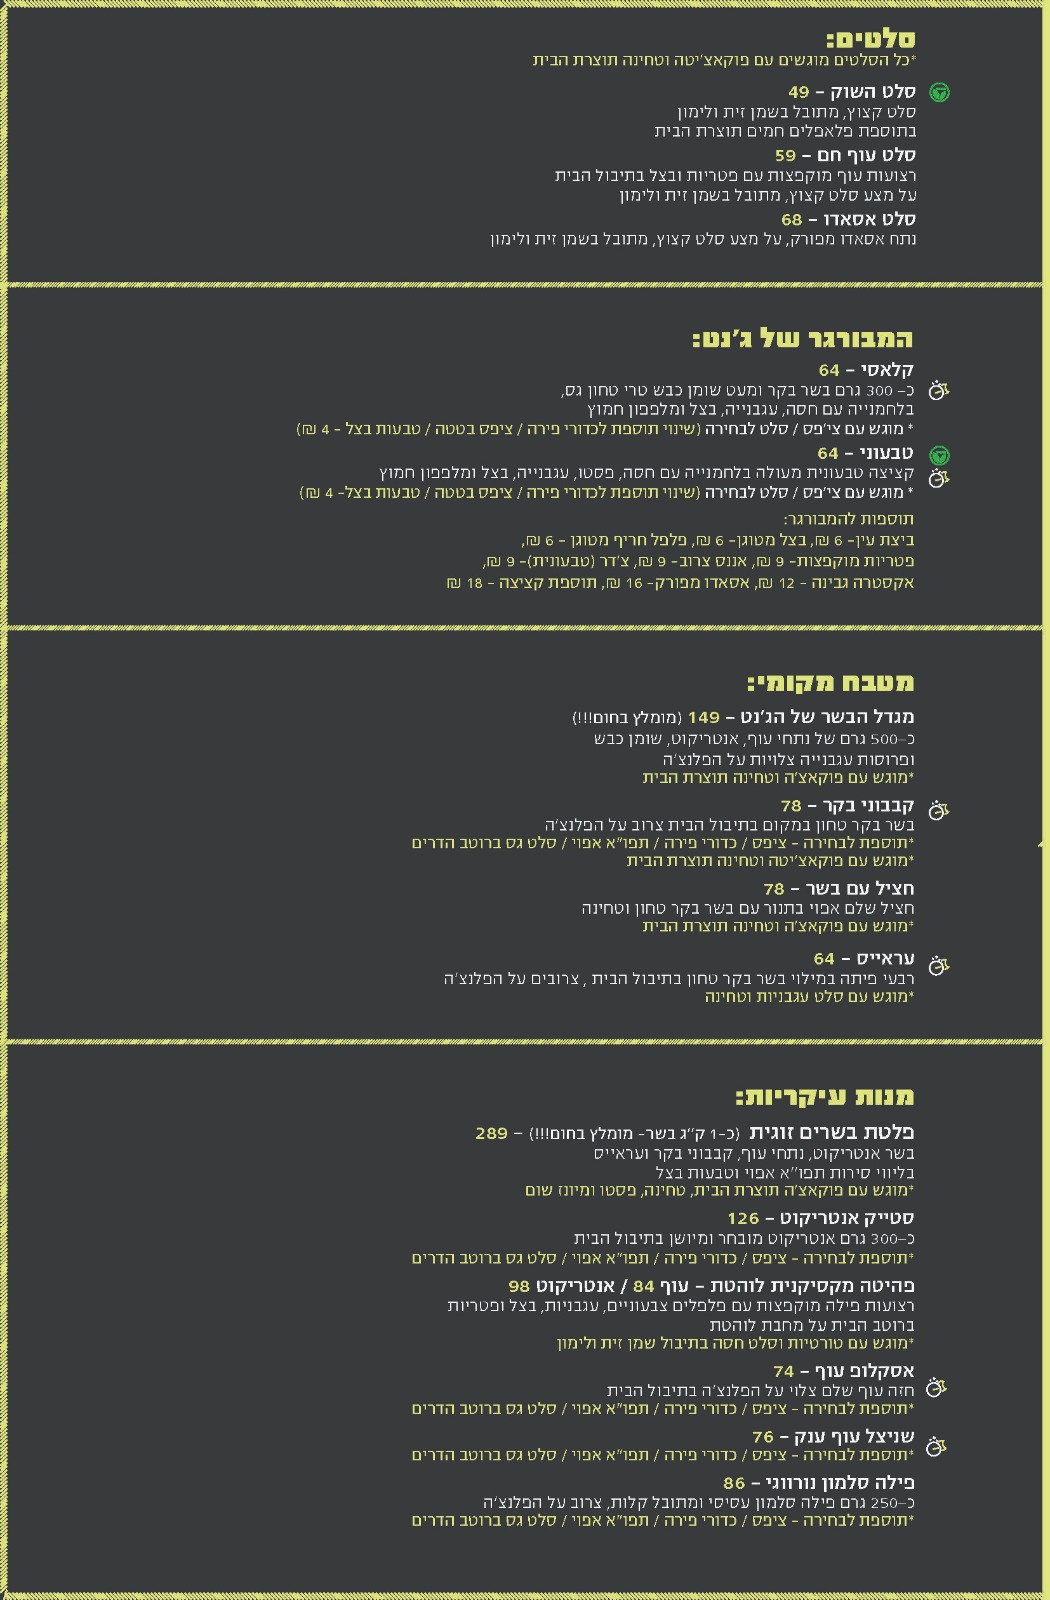 סלטים:
*כל הסלטים מוגשים עם פוקאצ'יטה וטחינה תוצרת הבית
סלט השוק – 49
סלט קצוץ, מתובל בשמן זית ולימון
בתוספת פלאפלים חמים תוצרת הבית
סלט עוף חם – 59
רצועות עוף מוקפצות עם פטריות ובצל בתיבול הבית
על מצע סלט קצוץ, מתובל בשמן זית ולימון
סלט אסאדו – 68
נתח אסאדו מפורק, על מצע סלט קצוץ, מתובל בשמן זית ולימון
המבורגר של ג'נט:
קלאסי – 64
כ– 300 גרם בשר בקר ומעט שומן כבש טרי טחון גס,
בלחמנייה עם חסה, עגבנייה, בצל ומלפפון חמוץ
* מוגש עם צי'פס / סלט לבחירה (שינוי תוספת לכדורי פירה / ציפס בטטה / טבעות בצל - 4 ₪)
טבעוני – 64
קציצה טבעונית מעולה בלחמנייה עם חסה, פסטו, עגבנייה, בצל ומלפפון חמוץ
* מוגש עם צי'פס / סלט לבחירה (שינוי תוספת לכדורי פירה / ציפס בטטה / טבעות בצל- 4 ₪)
תוספות להמבורגר:
ביצת עין- 6 ₪, בצל מטוגן- 6 ₪, פלפל חריף מטוגן - 6 ₪,
פטריות מוקפצות- 9 ₪, אננס צרוב- 9 ₪, צ'דר (טבעונית)- 9 ₪,
אקסטרה גבינה - 12 ₪, אסאדו מפורק- 16 ₪, תוספת קציצה - 18 ₪
מטבח מקומי:
מגדל הבשר של הג'נט – 149 (מומלץ בחום!!!)
כ–500 גרם של נתחי עוף, אנטריקוט, שומן כבש
ופרוסות עגבנייה צלויות על הפלנצ'ה
*מוגש עם פוקאצ'ה וטחינה תוצרת הבית
קבבוני בקר – 78
בשר בקר טחון במקום בתיבול הבית צרוב על הפלנצ'ה
*תוספת לבחירה - ציפס / כדורי פירה / תפו"א אפוי / סלט גס ברוטב הדרים
*מוגש עם פוקאצ'יטה וטחינה תוצרת הבית
חציל עם בשר – 78
חציל שלם אפוי בתנור עם בשר בקר טחון וטחינה
*מוגש עם פוקאצ'ה וטחינה תוצרת הבית
עראייס – 64
רבעי פיתה במילוי בשר בקר טחון בתיבול הבית , צרובים על הפלנצ'ה
*מוגש עם סלט עגבניות וטחינה
מנות עיקריות:
פלטת בשרים זוגית (כ-1 ק"ג בשר- מומלץ בחום!!!) – 289
בשר אנטריקוט, נתחי עוף, קבבוני בקר ועראייס
בליווי סירות תפו"א אפוי וטבעות בצל
*מוגש עם פוקאצ'ה תוצרת הבית, טחינה, פסטו ומיונז שום
סטייק אנטריקוט – 126
כ–300 גרם אנטריקוט מובחר ומיושן בתיבול הבית
*תוספת לבחירה - ציפס / כדורי פירה / תפו"א אפוי / סלט גס ברוטב הדרים
פהיטה מקסיקנית לוהטת – עוף 84 / אנטריקוט 98
רצועות פילה מוקפצות עם פלפלים צבעוניים, עגבניות, בצל ופטריות
ברוטב הבית על מחבת לוהטת
*מוגש עם טורטיות וסלט חסה בתיבול שמן זית ולימון
אסקלופ עוף – 74
חזה עוף שלם צלוי על הפלנצ'ה בתיבול הבית
*תוספת לבחירה - ציפס / כדורי פירה / תפו"א אפוי / סלט גס ברוטב הדרים
שניצל עוף ענק – 76
*תוספת לבחירה - ציפס / כדורי פירה / תפו"א אפוי / סלט גס ברוטב הדרים
פילה סלמון נורווגי – 86
כ–250 גרם פילה סלמון עסיסי ומתובל קלות, צרוב על הפלנצ'ה
*תוספת לבחירה - ציפס / כדורי פירה / תפו"א אפוי / סלט גס ברוטב הדרים